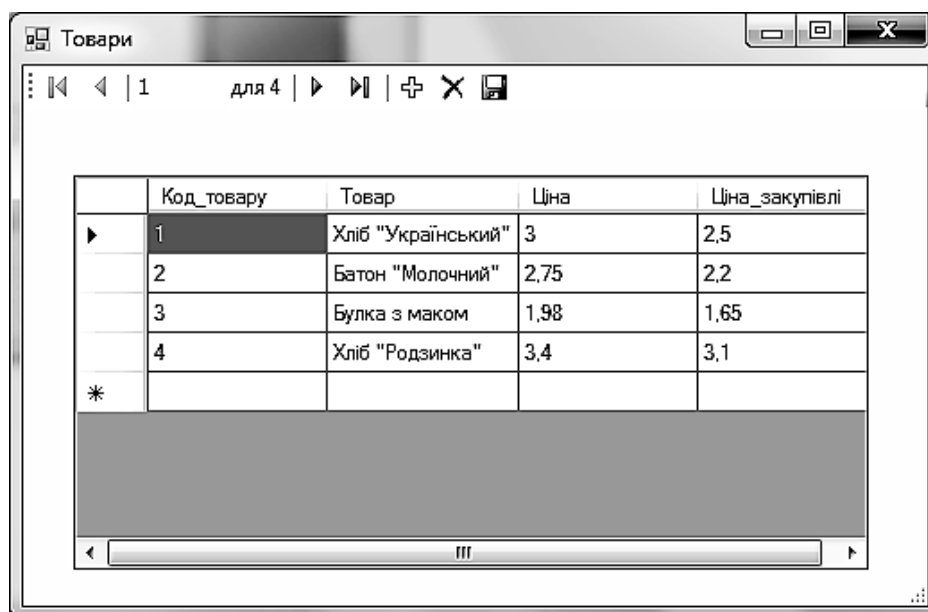 Товари
1 для 4
Код_товару Товар Ціна Ціна_закупівлі
1 Хліб "Український" 3 2,5
2 Батон "Молочний" 2,75 2,2
3 Булка з маком 1,98 1,65
4 Хліб "Родзинка" 3,4 3,1